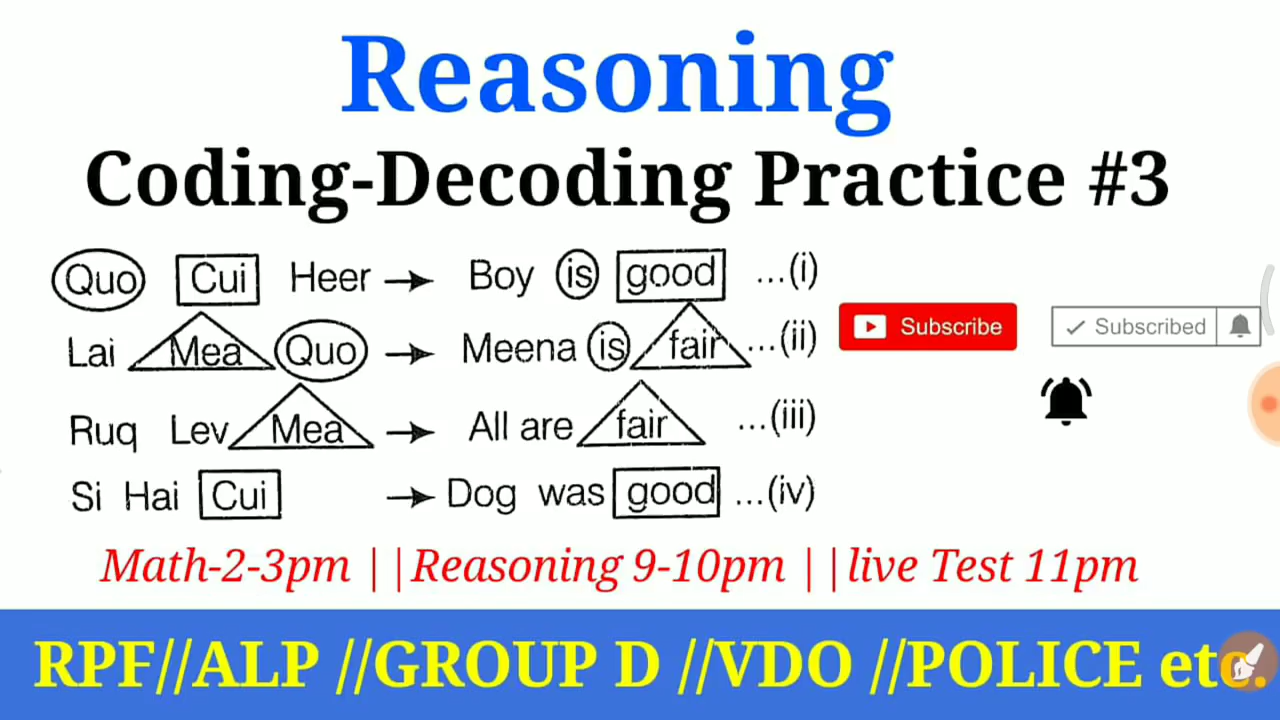 Reasoning
Coding-Decoding Practice #3
Quo Cui Heer → Boy is good ...(i)
Lai Mea Quo → Meena is fair ...(ii)
Subscribe
Subscribed
Ruq Lev Mea → All are fair ...(iii)
Si Hai Cui → Dog was good ...(iv)
Math-2-3pm ||Reasoning 9-10pm ||live Test 11pm
RPF//ALP //GROUP D //VDO //POLICE etc.